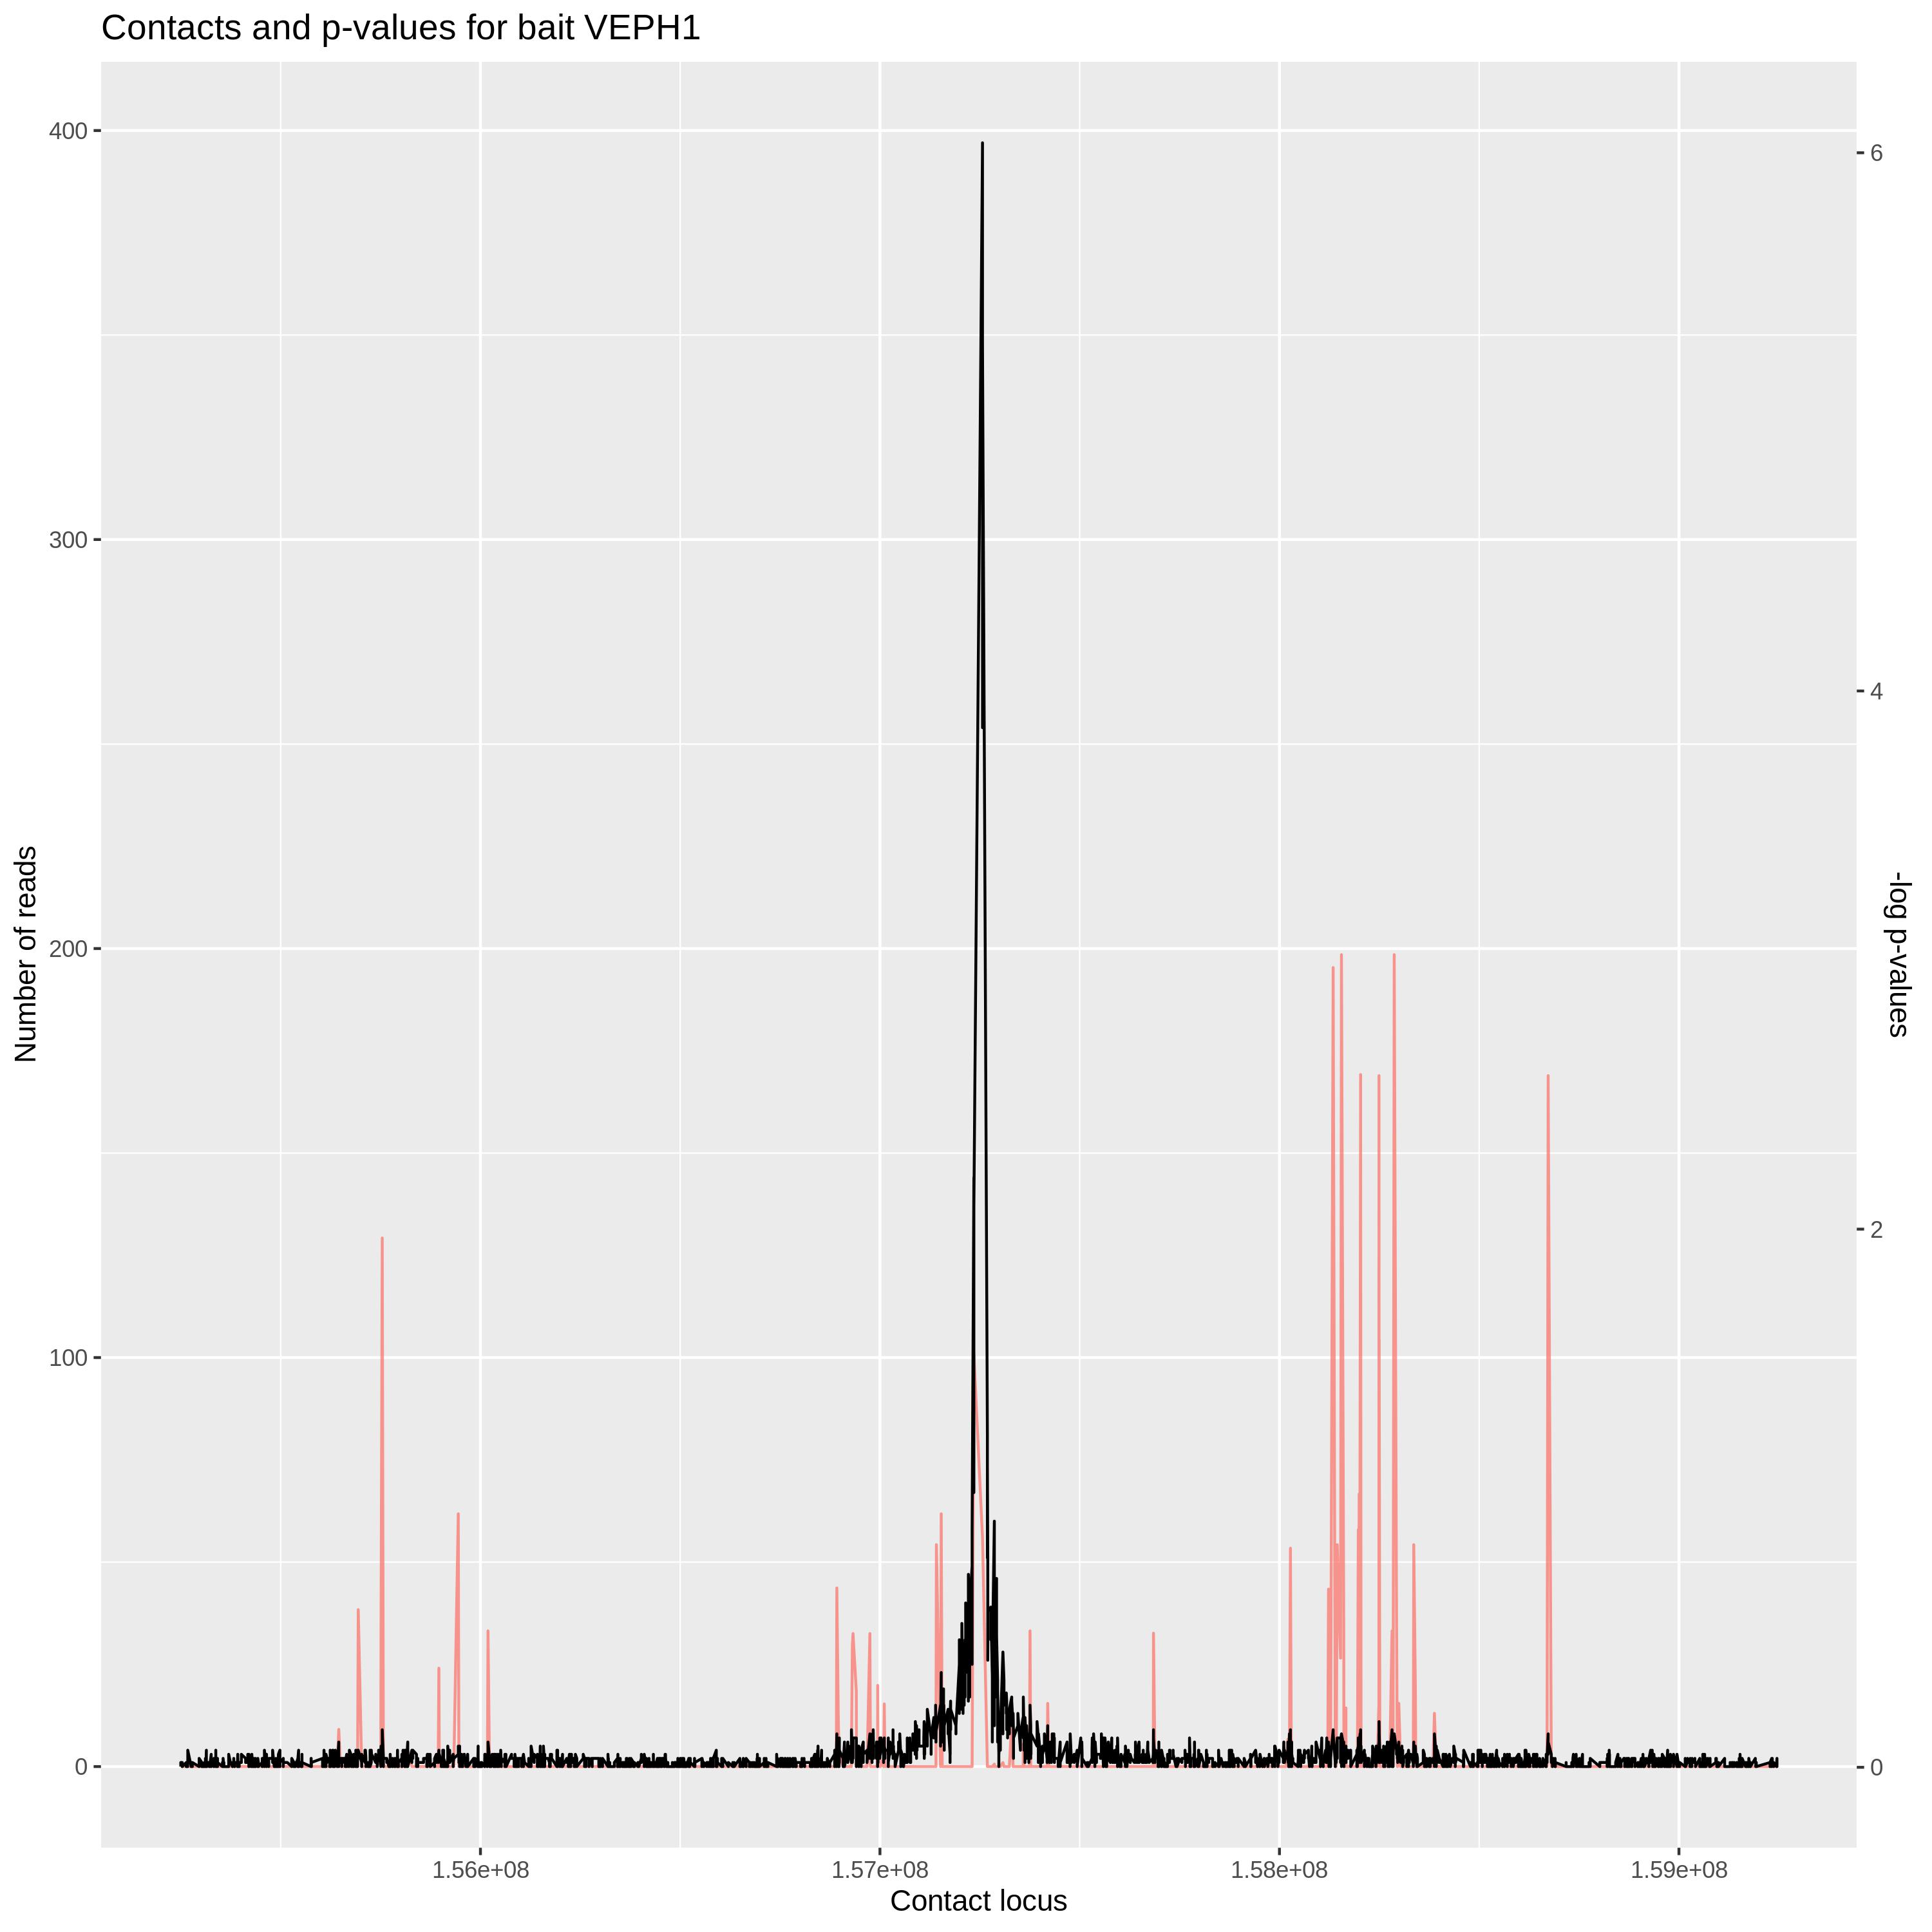 Contacts and p-values for bait VEPH1
400
300
200
100
0
Number of reads
6
4
2
0
-log p-values
1.56e+08
1.57e+08
1.58e+08
1.59e+08
Contact locus